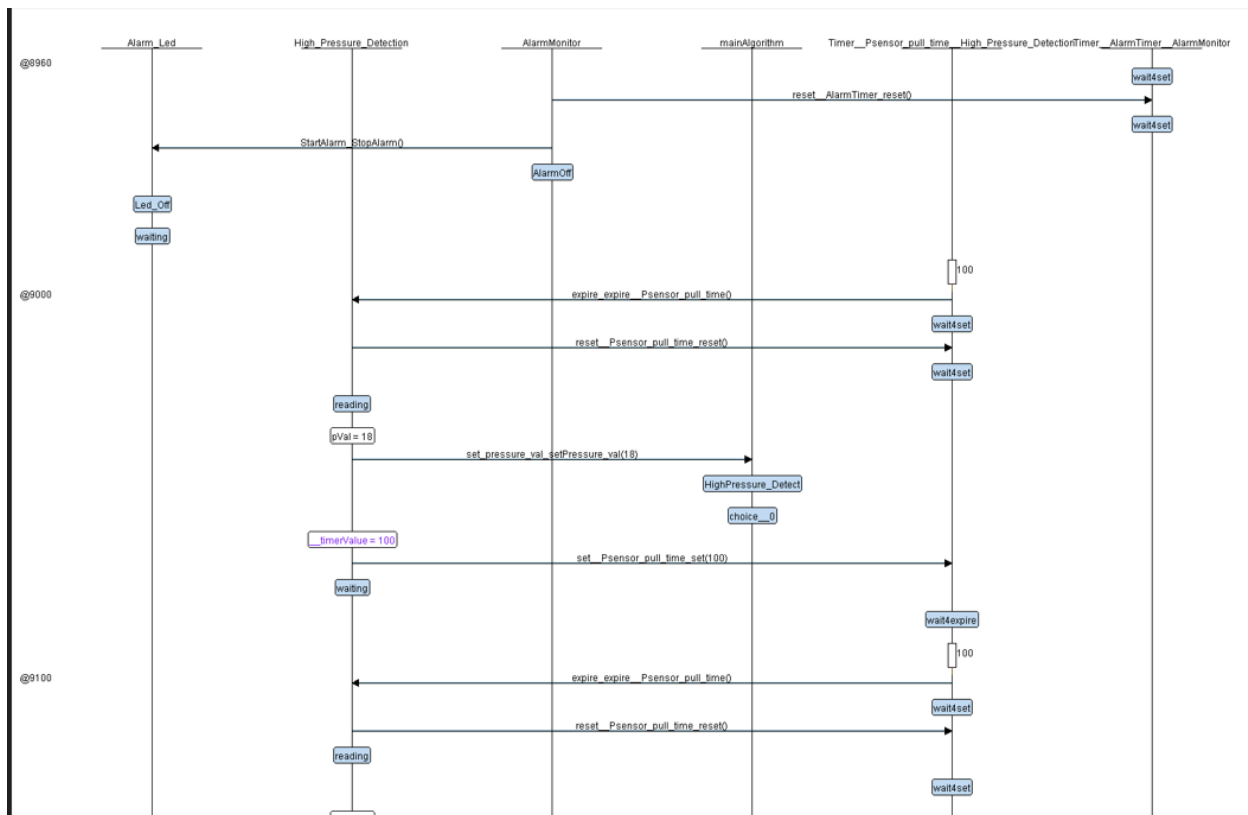 Alarm_Led High_Pressure_Detection AlarmMonitor mainAlgorithm Timer__Psensor_pull_time__High_Pressure_DetectionTimer__AlarmTimer__AlarmMonitor
@8960
wait4set
reset__AlarmTimer_reset()
wait4set
StartAlarm_StopAlarm()
AlarmOff
Led_Off
waiting
100
@9000
expire_expire__Psensor_pull_time()
wait4set
reset__Psensor_pull_time_reset()
wait4set
reading
pVal = 18
set_pressure_val_setPressure_val(18)
HighPressure_Detect
choice__0
__timerValue = 100
set__Psensor_pull_time_set(100)
waiting
wait4expire
100
@9100
expire_expire__Psensor_pull_time()
wait4set
reset__Psensor_pull_time_reset()
reading
wait4set